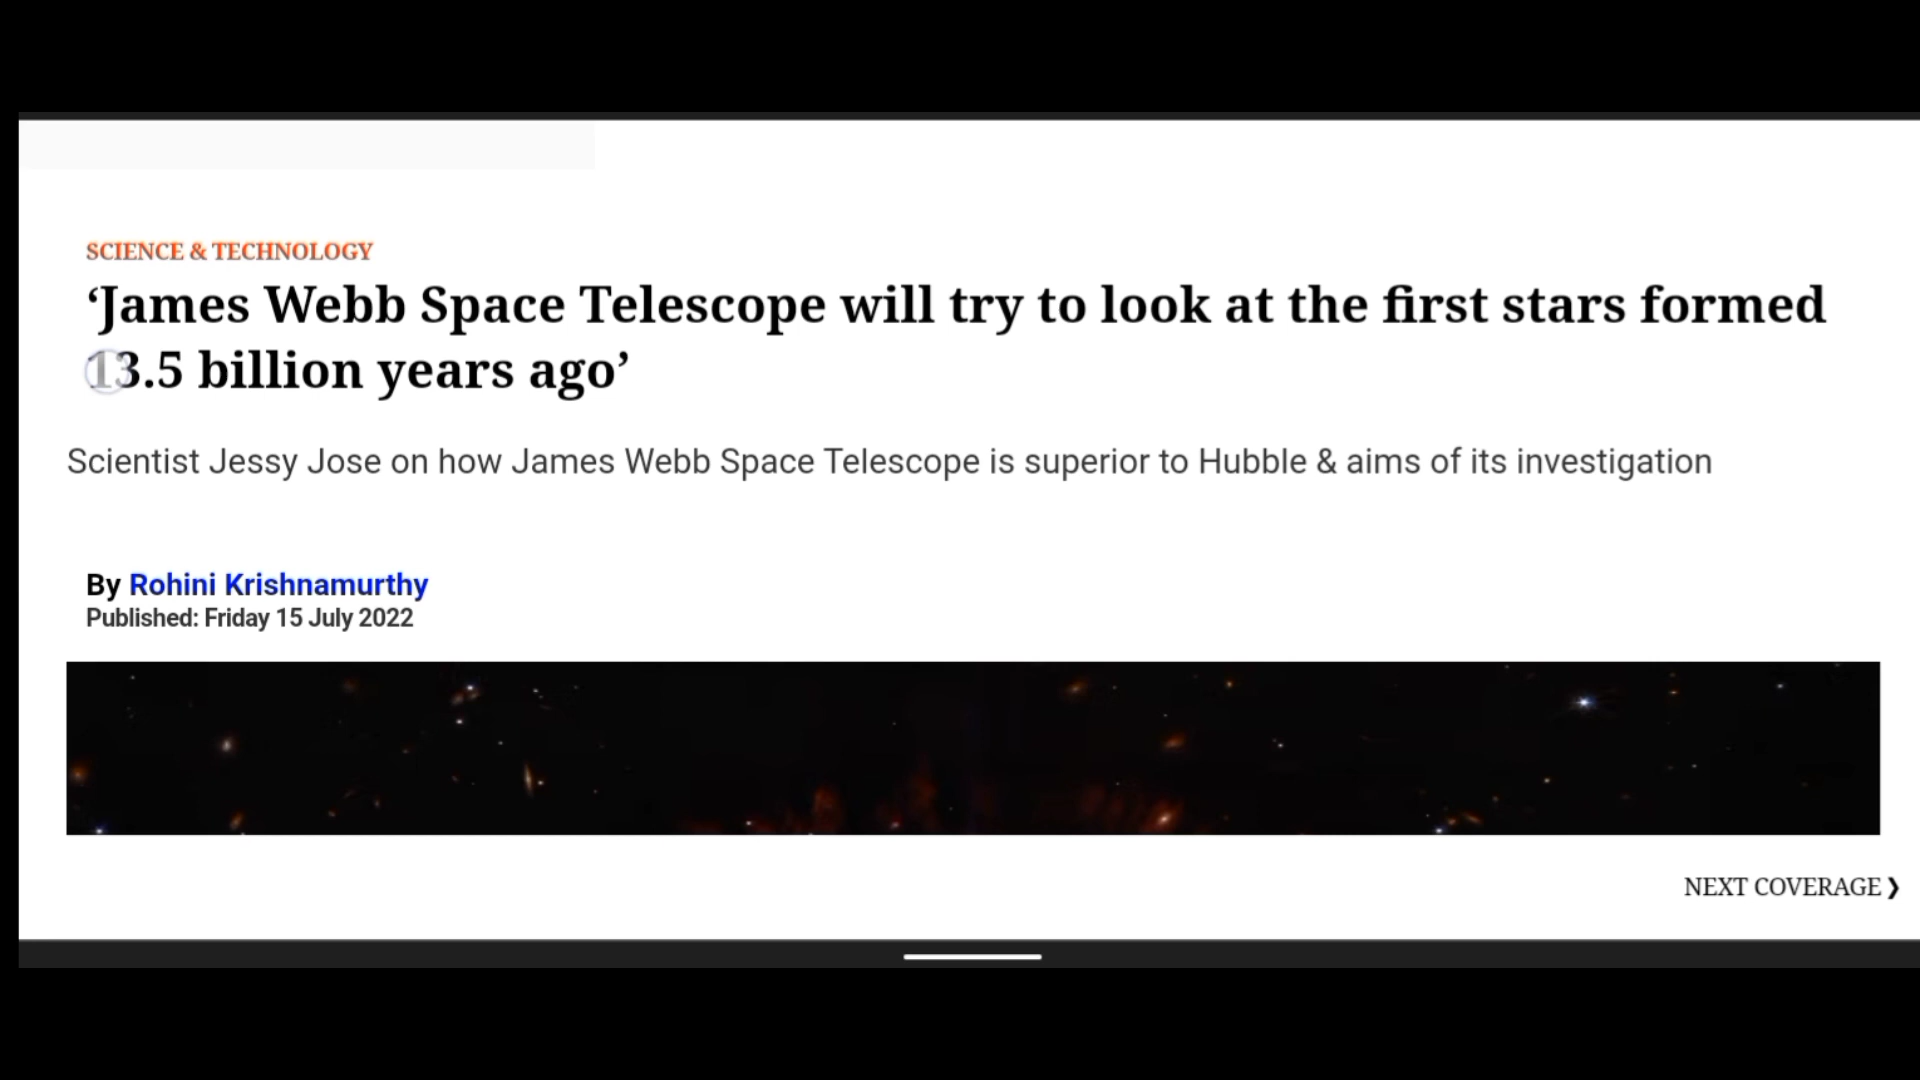 SCIENCE & TECHNOLOGY
‘James Webb Space Telescope will try to look at the first stars formed
13.5 billion years ago’
Scientist Jessy Jose on how James Webb Space Telescope is superior to Hubble & aims of its investigation
By Rohini Krishnamurthy
Published: Friday 15 July 2022
NEXT COVERAGE ❯